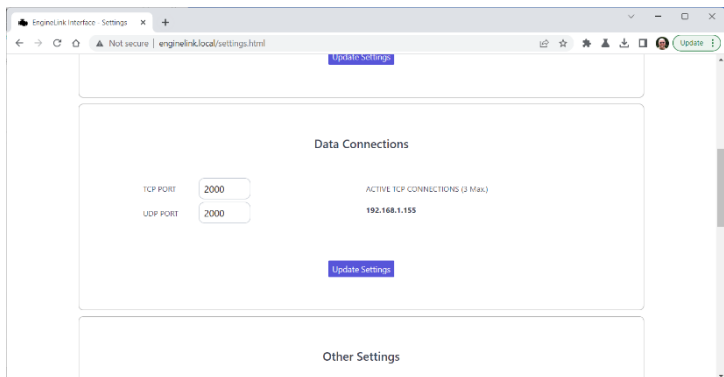 EngineLink Interface - Settings
Not secure | enginelink.local/settings.html
Update
Update Settings
Data Connections
TCP PORT 2000 ACTIVE TCP CONNECTIONS (3 Max.)
UDP PORT 2000 192.168.1.155
Update Settings
Other Settings